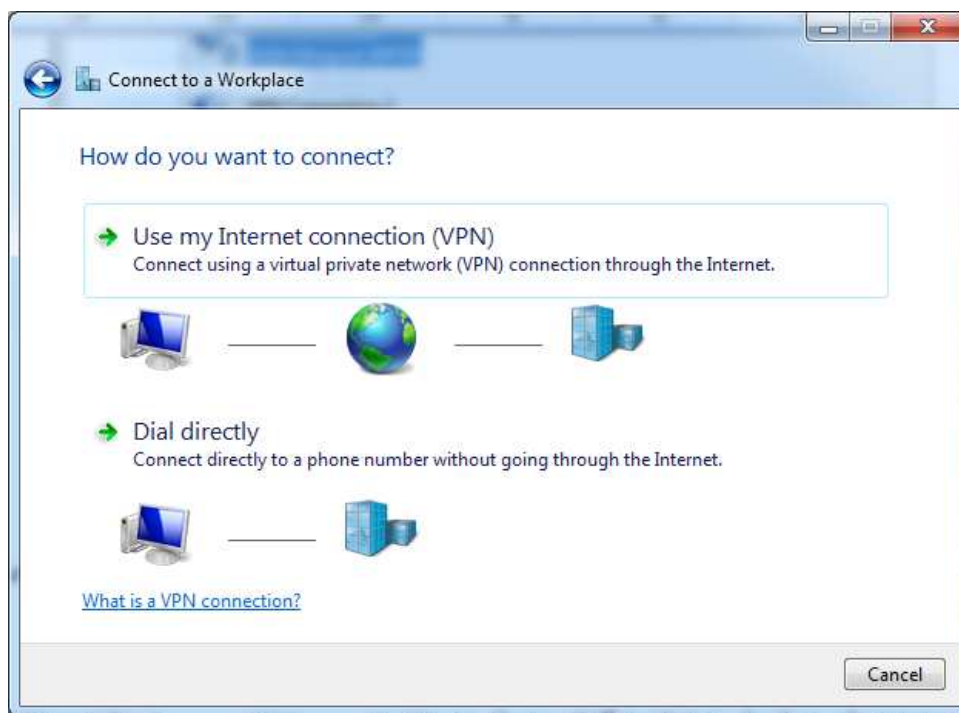 Connect to a Workplace
How do you want to connect?
Use my Internet connection (VPN)
Connect using a virtual private network (VPN) connection through the Internet.
Dial directly
Connect directly to a phone number without going through the Internet.
What is a VPN connection?
Cancel